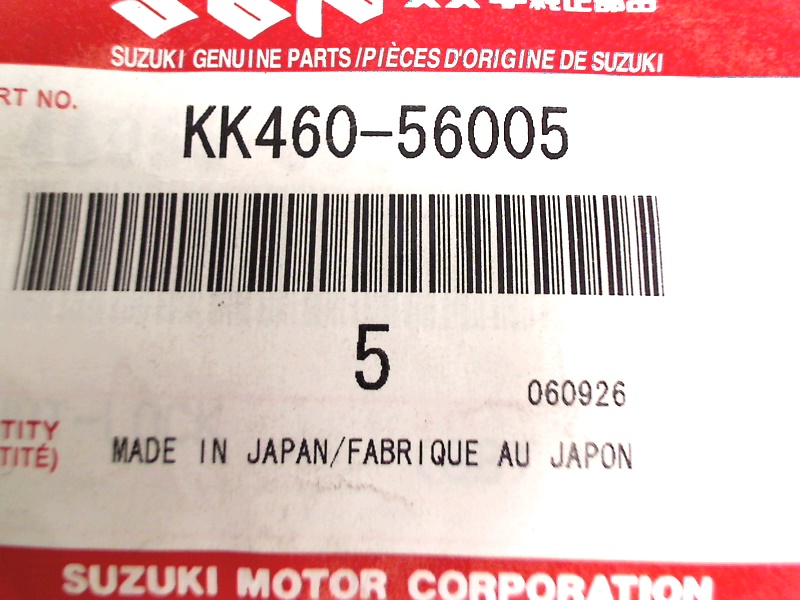 SUZUKI GENUINE PARTS/PIÈCES D'ORIGINE DE SUZUKI
RT NO.
KK460-56005
5
060926
TITY
TITÉ)
MADE IN JAPAN/FABRIQUE AU JAPON
SUZUKI MOTOR CORPORATION